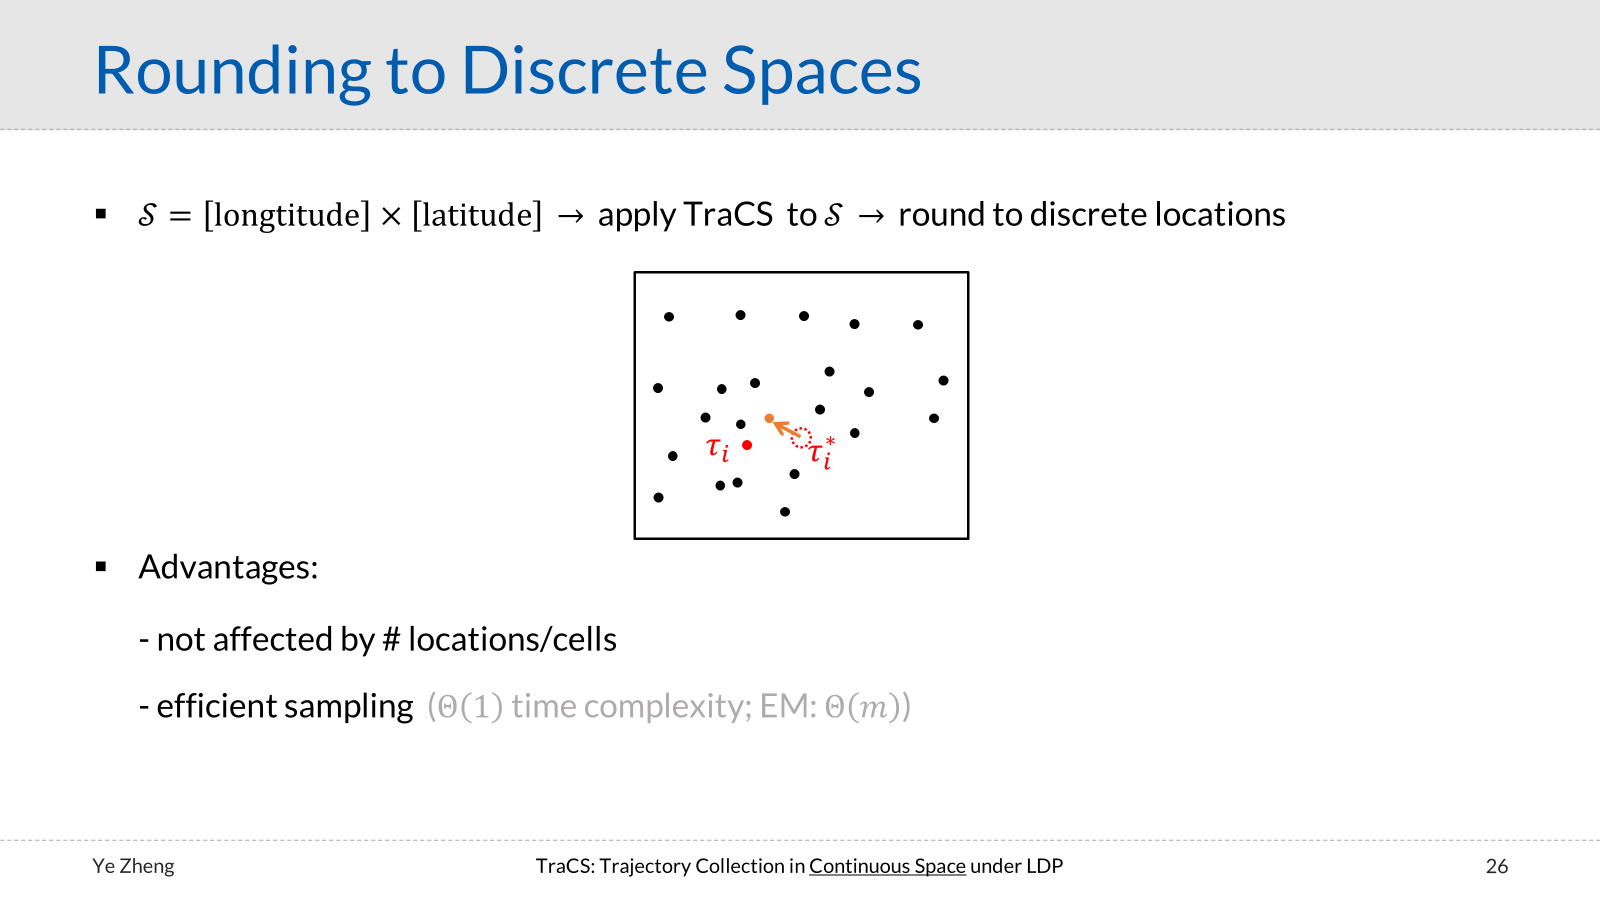 Rounding to Discrete Spaces
▪ 𝒮 = [longtitude] × [latitude] → apply TraCS to 𝒮 → round to discrete locations
τᵢ
τᵢ*
▪ Advantages:
- not affected by # locations/cells
- efficient sampling (Θ(1) time complexity; EM: Θ(m))
Ye Zheng
TraCS: Trajectory Collection in Continuous Space under LDP
26